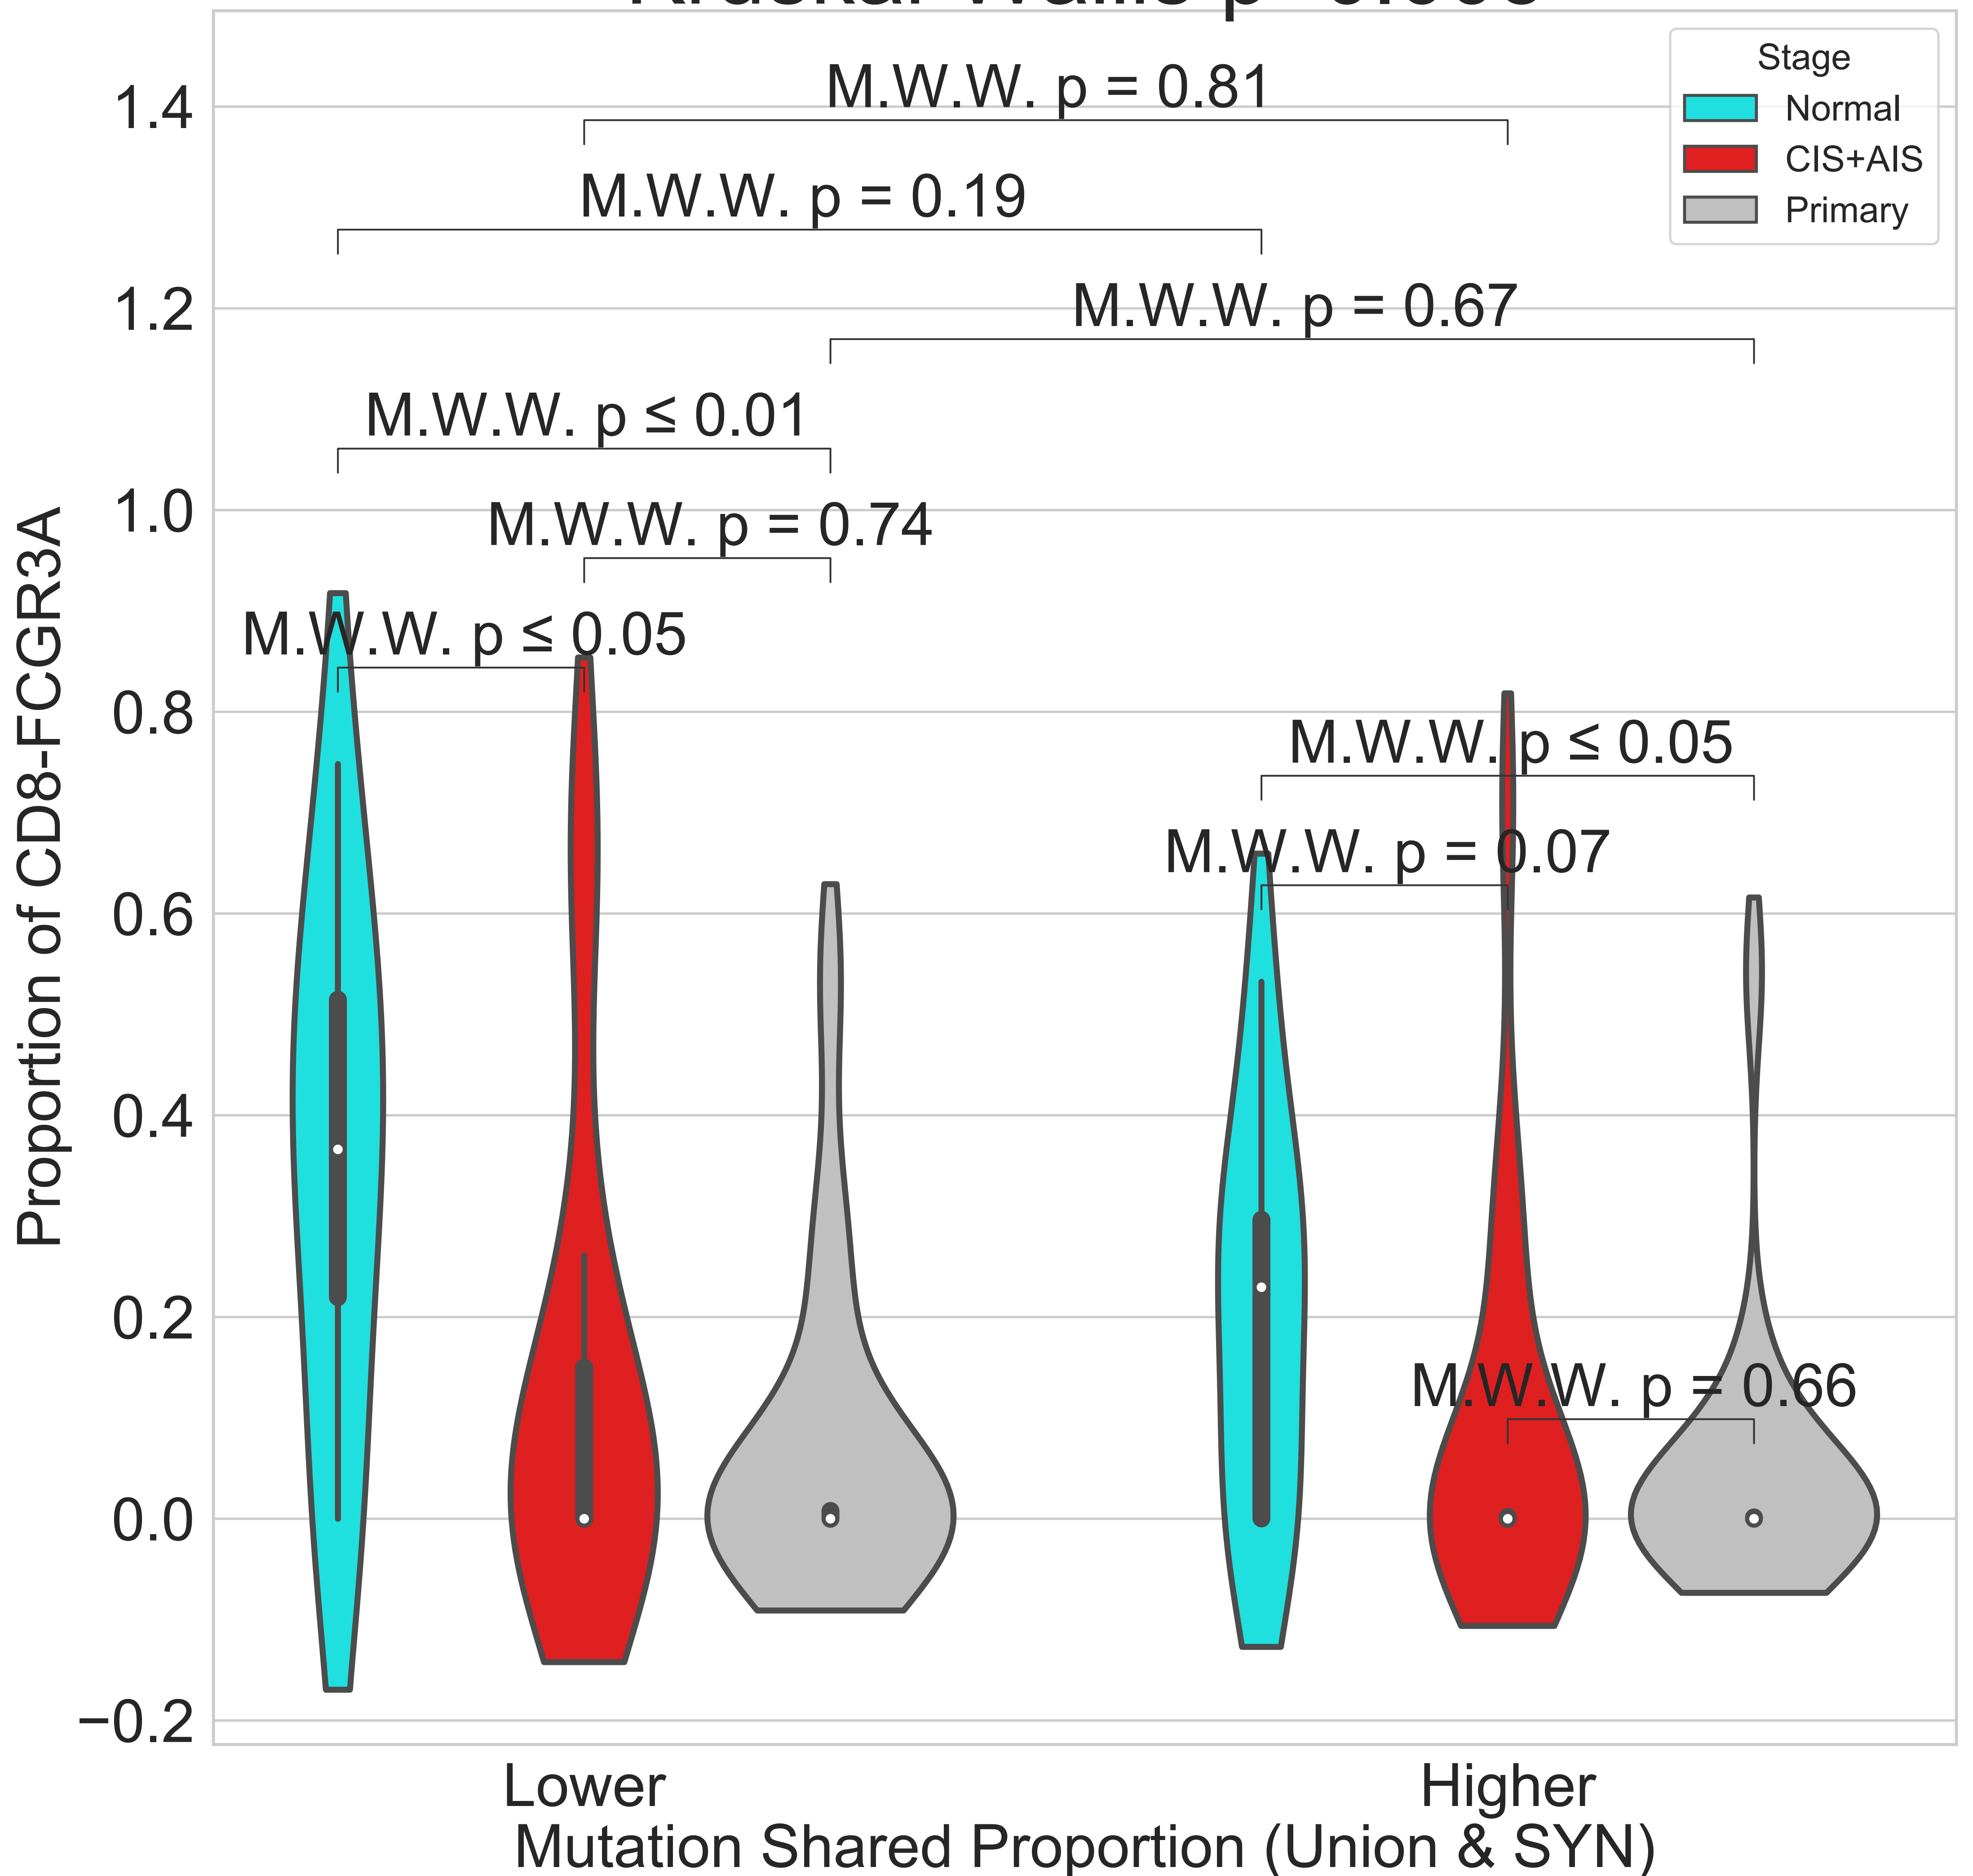 Stage
Normal
CIS+AIS
Primary
M.W.W. p = 0.81
M.W.W. p = 0.19
M.W.W. p = 0.67
M.W.W. p ≤ 0.01
M.W.W. p = 0.74
M.W.W. p ≤ 0.05
M.W.W. p ≤ 0.05
M.W.W. p = 0.07
M.W.W. p = 0.66
1.4
1.2
1.0
0.8
0.6
0.4
0.2
0.0
−0.2
Proportion of CD8-FCGR3A
Lower
Higher
Mutation Shared Proportion (Union & SYN)